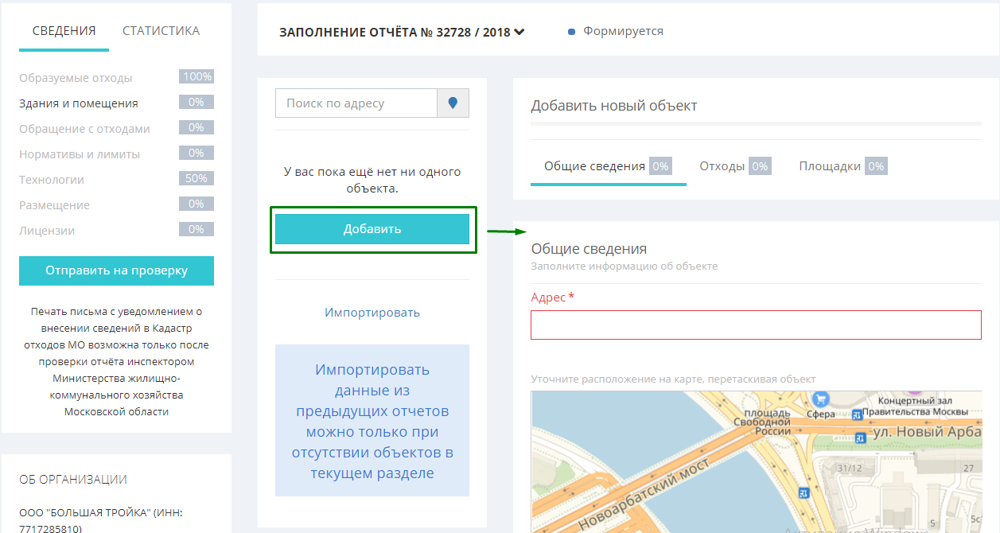 СВЕДЕНИЯ СТАТИСТИКА
Образуемые отходы 100%
Здания и помещения 0%
Обращение с отходами 0%
Нормативы и лимиты 0%
Технологии 50%
Размещение 0%
Лицензии 0%
Отправить на проверку
Печать письма с уведомлением о
внесении сведений в Кадастр
отходов МО возможна только после
проверки отчёта инспектором
Министерства жилищно-
коммунального хозяйства
Московской области
ОБ ОРГАНИЗАЦИИ
ООО "БОЛЬШАЯ ТРОЙКА" (ИНН:
7717285810)
ЗАПОЛНЕНИЕ ОТЧЁТА № 32728 / 2018
Формируется
Поиск по адресу
У вас пока ещё нет ни одного
объекта.
Добавить
Импортировать
Импортировать
данные из
предыдущих отчетов
можно только при
отсутствии объектов в
текущем разделе
Добавить новый объект
Общие сведения 0% Отходы 0% Площадки 0%
Общие сведения
Заполните информацию об объекте
Адрес *
Уточните расположение на карте, перетаскивая объект
площадь
Свободной
России
Сфера
Концертный зал
Правительства Москвы
ул. Новый Арба
Новоарбатский мост
31/12
27
5
5с
Активация Windows